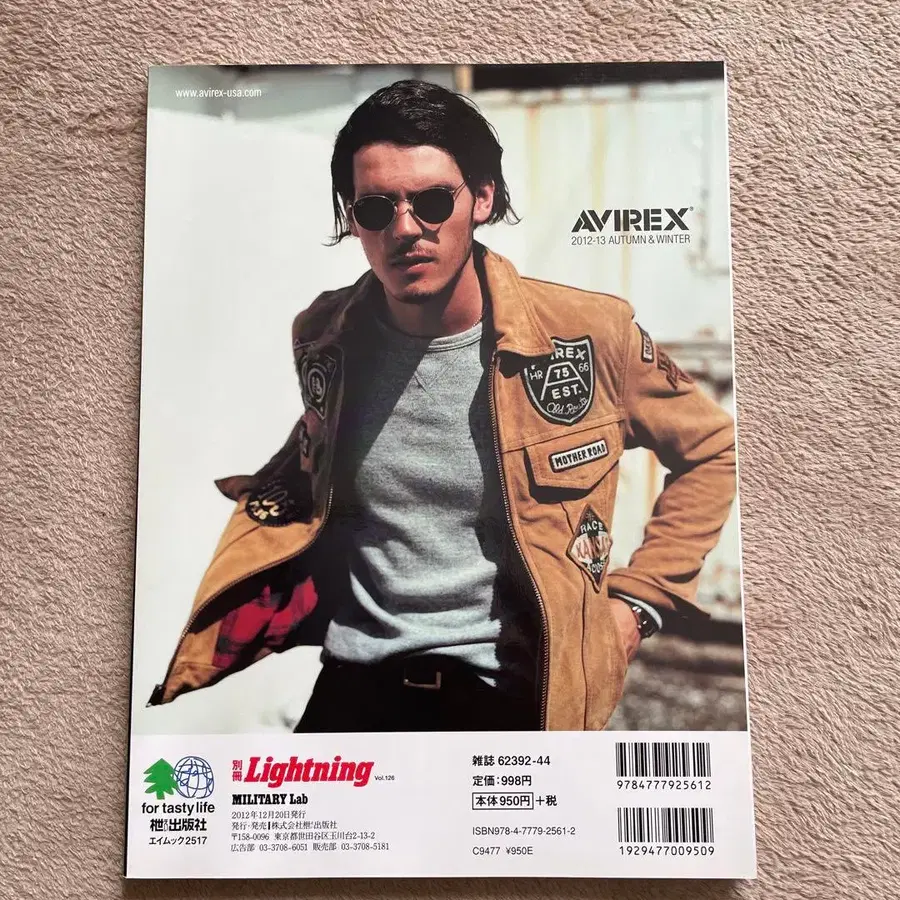 www.avirex-usa.com
AVIREX®
2012-13 AUTUMN & WINTER
IREX
HR 75 66
EST.
Old Route
MOTHER ROAD
RACE
KANSAS
for tasty life
枻出版社
エイムック 2517
別冊 Lightning Vol.126
MILITARY Lab
2012年12月20日発行
発行・発売 株式会社枻出版社
〒158-0096 東京都世田谷区玉川台2-13-2
広告部 03-3708-6051 販売部 03-3708-5181
雑誌 62392-44
定価:998円
本体 950円 +税
ISBN978-4-7779-2561-2
C9477 ¥950E
9784777925612
1929477009509